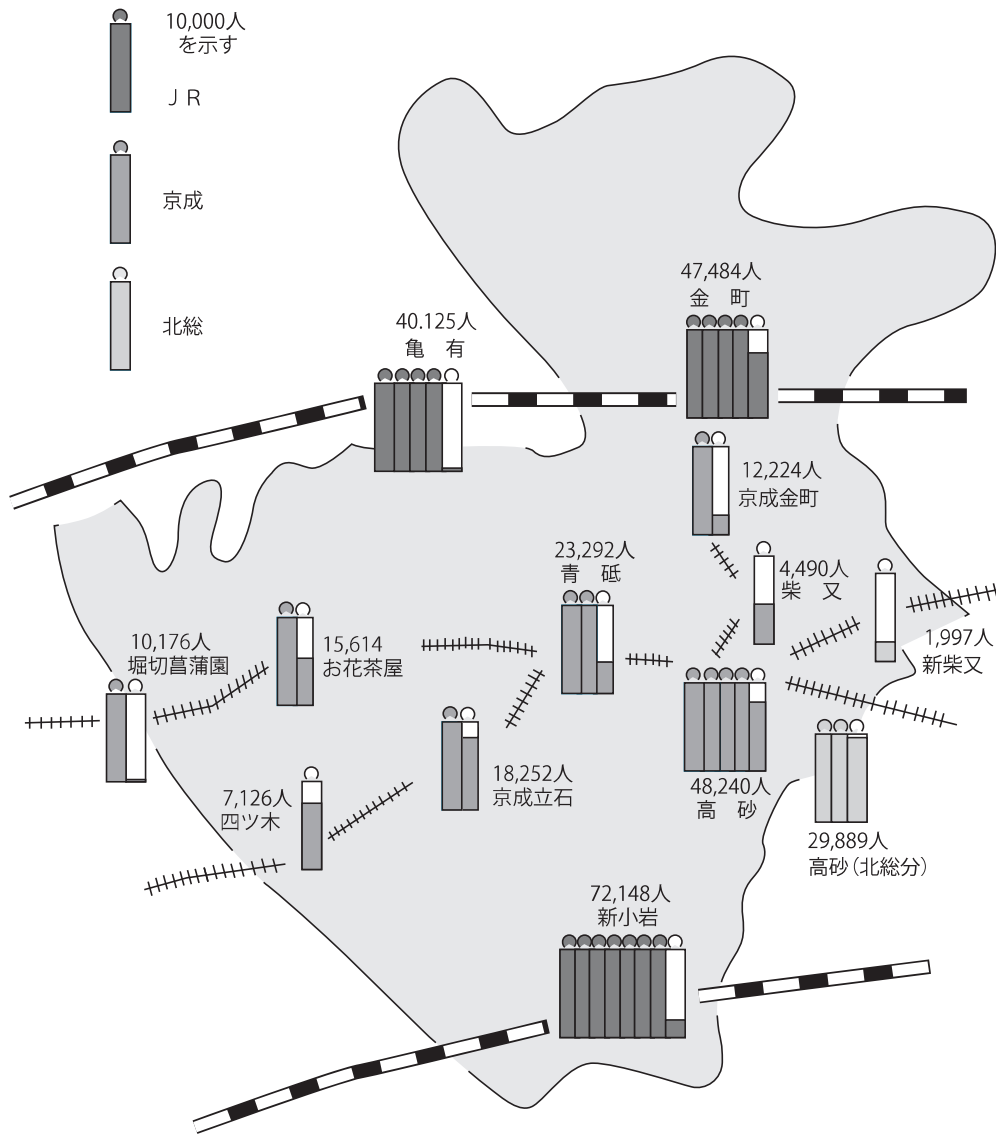 10,000人
を示す
ＪＲ
京成
北総
47,484人
金　町
40.125人
亀　有
12,224人
京成金町
23,292人
青　砥
4,490人
柴　又
10,176人
堀切菖蒲園
15,614
お花茶屋
1,997人
新柴又
18,252人
京成立石
7,126人
四ツ木
48,240人
高　砂
29,889人
高砂（北総分）
72,148人
新小岩